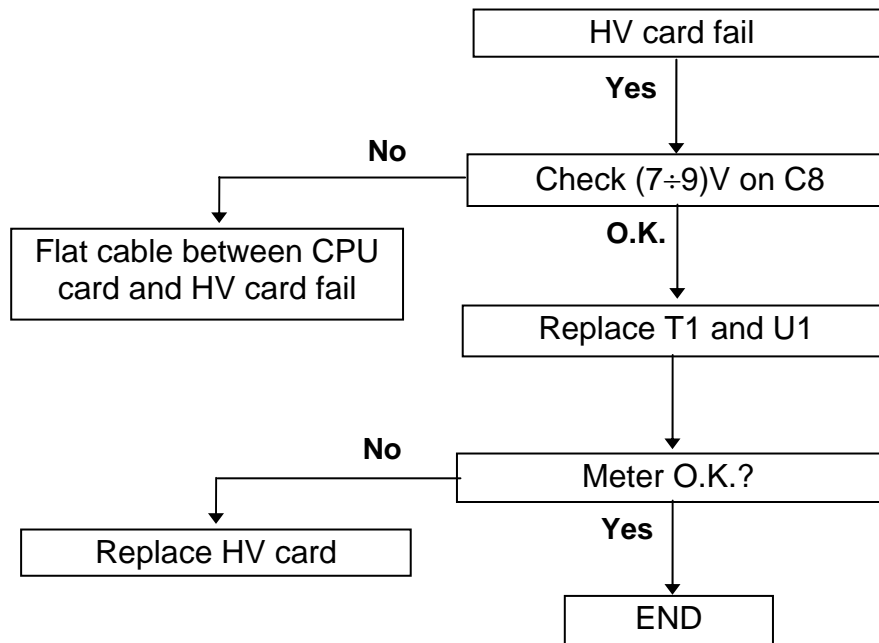 HV card fail
Yes
No
Check (7÷9)V on C8
O.K.
Flat cable between CPU
card and HV card fail
Replace T1 and U1
No
Meter O.K.?
Yes
Replace HV card
END